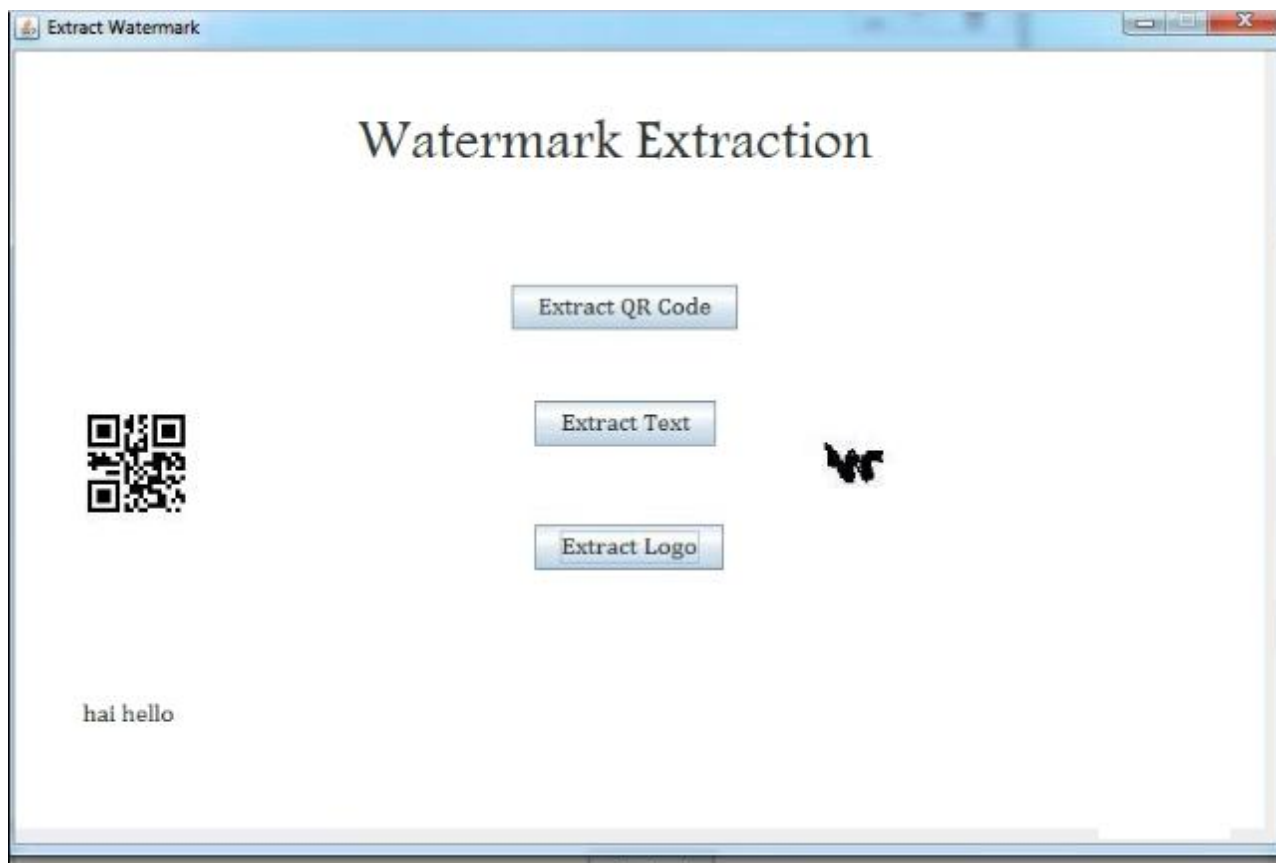 Extract Watermark
Watermark Extraction
Extract QR Code
Extract Text
Extract Logo
hai hello